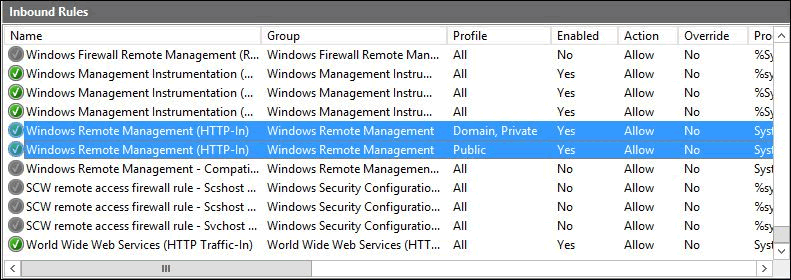 Inbound Rules
Name Group Profile Enabled Action Override Pro
Windows Firewall Remote Management (R... Windows Firewall Remote Man... All No Allow No %Sy
Windows Management Instrumentation (... Windows Management Instru... All Yes Allow No %sy
Windows Management Instrumentation (... Windows Management Instru... All Yes Allow No %sy
Windows Management Instrumentation (... Windows Management Instru... All Yes Allow No %sy
Windows Remote Management (HTTP-In) Windows Remote Management Domain, Private Yes Allow No Syst
Windows Remote Management (HTTP-In) Windows Remote Management Public Yes Allow No Syst
Windows Remote Management - Compati... Windows Remote Managemen... All No Allow No Syst
SCW remote access firewall rule - Scshost ... Windows Security Configuratio... All No Allow No %sy
SCW remote access firewall rule - Scshost ... Windows Security Configuratio... All No Allow No %sy
SCW remote access firewall rule - Svchost ... Windows Security Configuratio... All No Allow No %sy
World Wide Web Services (HTTP Traffic-In) World Wide Web Services (HTT... All Yes Allow No Syst